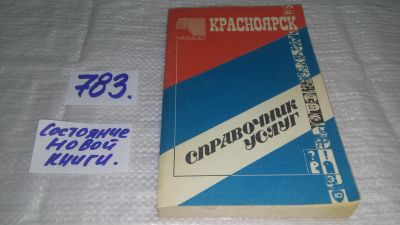 783.
Состояние
новой
книги.
КРАСНОЯРСК
СПРАВОЧНИК
УСЛУГ